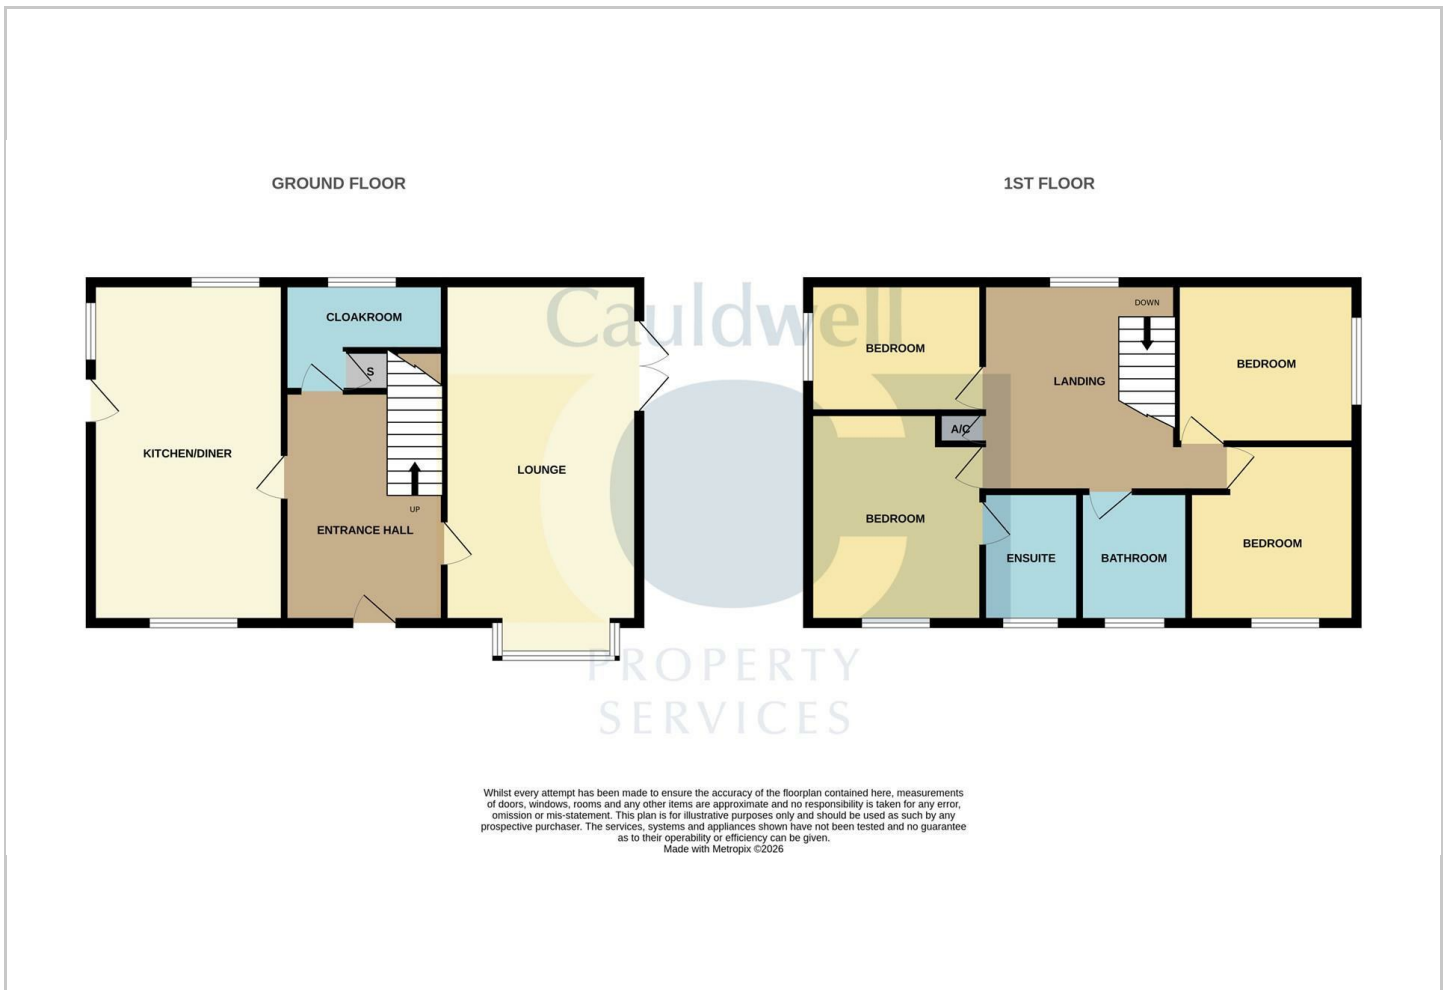 GROUND FLOOR
1ST FLOOR
Cauldwell
CLOAKROOM
S
KITCHEN/DINER
LOUNGE
UP
ENTRANCE HALL
DOWN
BEDROOM
LANDING
BEDROOM
A/C
BEDROOM
BEDROOM
ENSUITE
BATHROOM
PROPERTY
SERVICES
Whilst every attempt has been made to ensure the accuracy of the floorplan contained here, measurements
of doors, windows, rooms and any other items are approximate and no responsibility is taken for any error,
omission or mis-statement. This plan is for illustrative purposes only and should be used as such by any
prospective purchaser. The services, systems and appliances shown have not been tested and no guarantee
as to their operability or efficiency can be given.
Made with Metropix ©2026